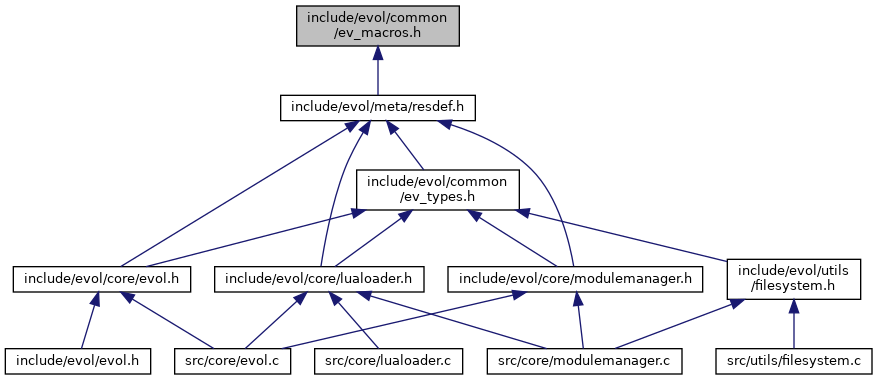 include/evol/common
/ev_macros.h
include/evol/meta/resdef.h
include/evol/common
/ev_types.h
include/evol/core/evol.h
include/evol/core/lualoader.h
include/evol/core/modulemanager.h
include/evol/utils
/filesystem.h
include/evol/evol.h
src/core/evol.c
src/core/lualoader.c
src/core/modulemanager.c
src/utils/filesystem.c